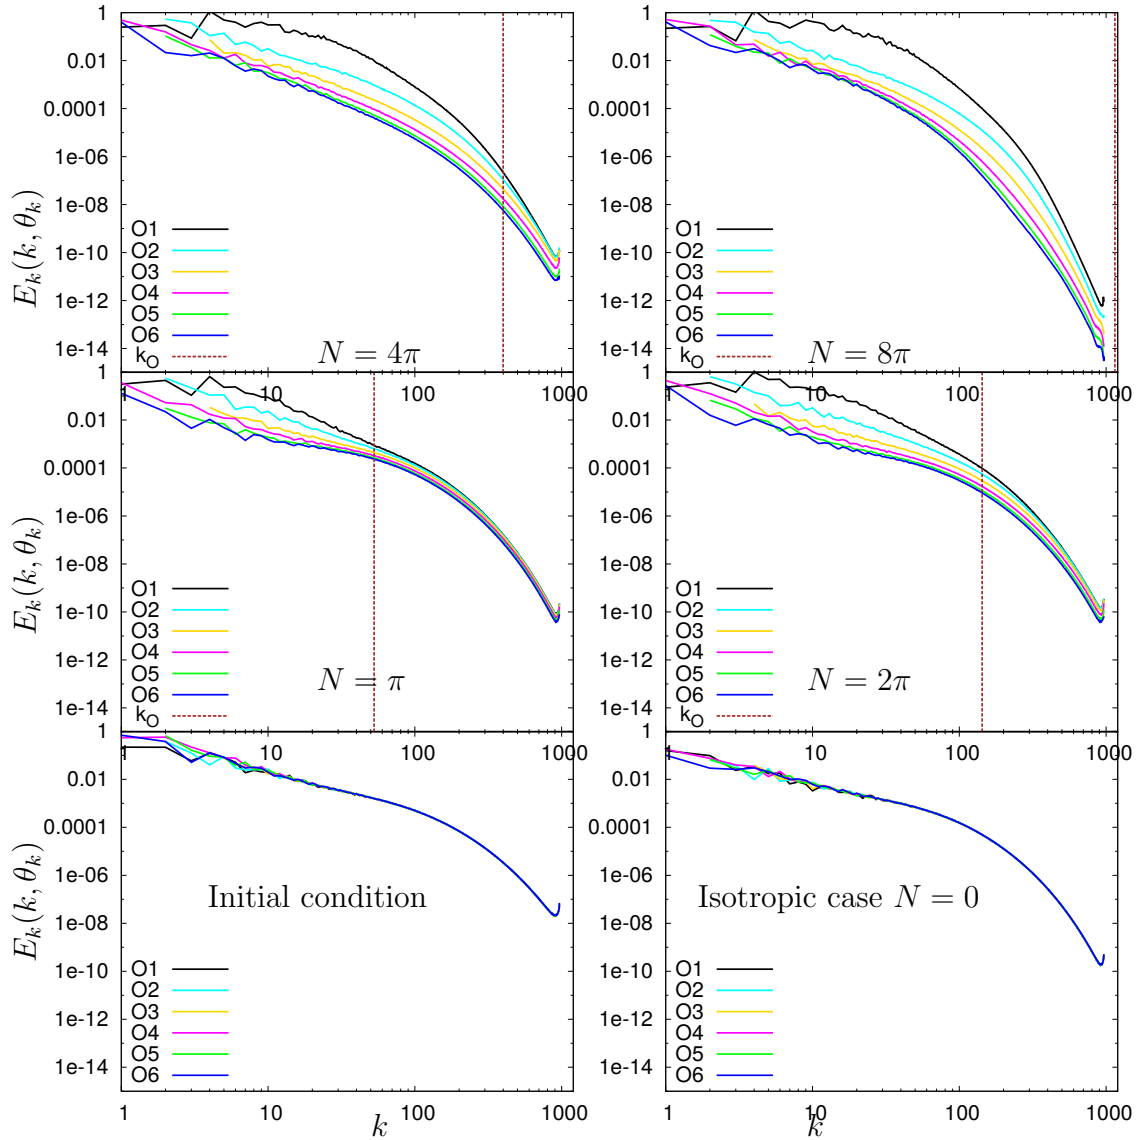 1
0.01
0.0001
1e-06
1e-08
1e-10
1e-12
1e-14
E_k(k, θ_k)
O1
O2
O3
O4
O5
O6
k_O
N = 4π
1 10 100 1000
1
0.01
0.0001
1e-06
1e-08
1e-10
1e-12
1e-14
O1
O2
O3
O4
O5
O6
k_O
N = 8π
1 10 100 1000
1
0.01
0.0001
1e-06
1e-08
1e-10
1e-12
1e-14
E_k(k, θ_k)
O1
O2
O3
O4
O5
O6
k_O
N = π
1 10 100 1000
1
0.01
0.0001
1e-06
1e-08
1e-10
1e-12
1e-14
O1
O2
O3
O4
O5
O6
k_O
N = 2π
1 10 100 1000
1
0.01
0.0001
1e-06
1e-08
1e-10
1e-12
1e-14
E_k(k, θ_k)
Initial condition
O1
O2
O3
O4
O5
O6
1 10 100 1000
k
1
0.01
0.0001
1e-06
1e-08
1e-10
1e-12
1e-14
Isotropic case N = 0
O1
O2
O3
O4
O5
O6
1 10 100 1000
k